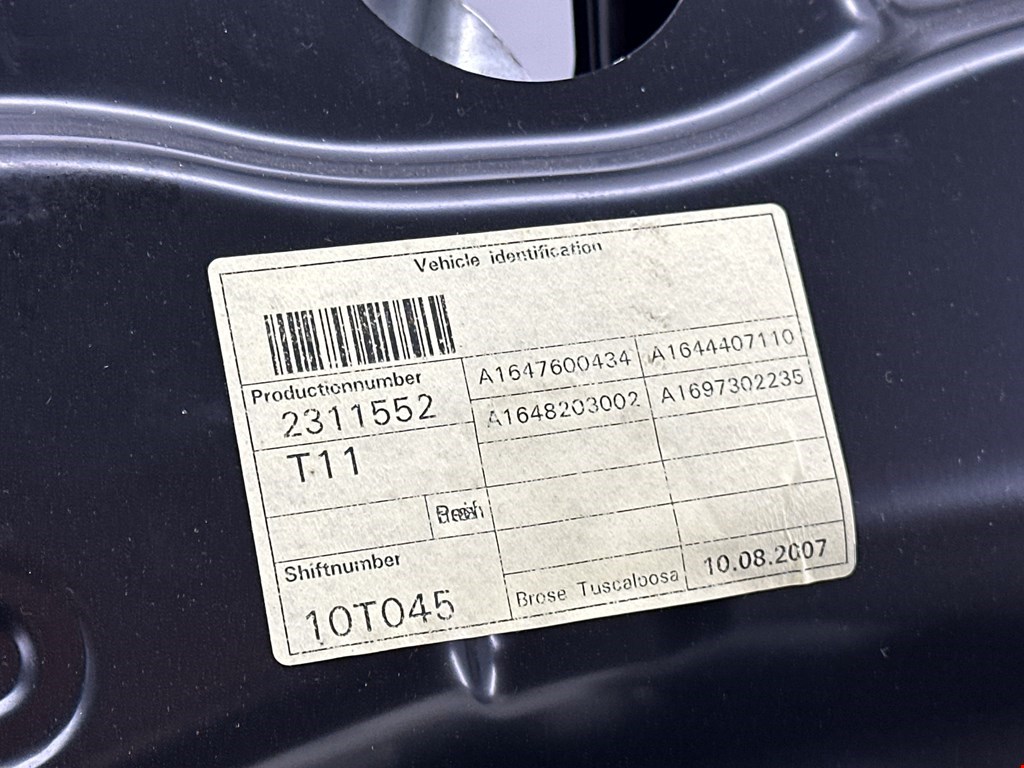 Vehicle identification
Productionnumber
2311552
A1647600434 A1644407110
A1648203002 A1697302235
T11
Shiftnumber
10T045
Brose Tuscaloosa
10.08.2007